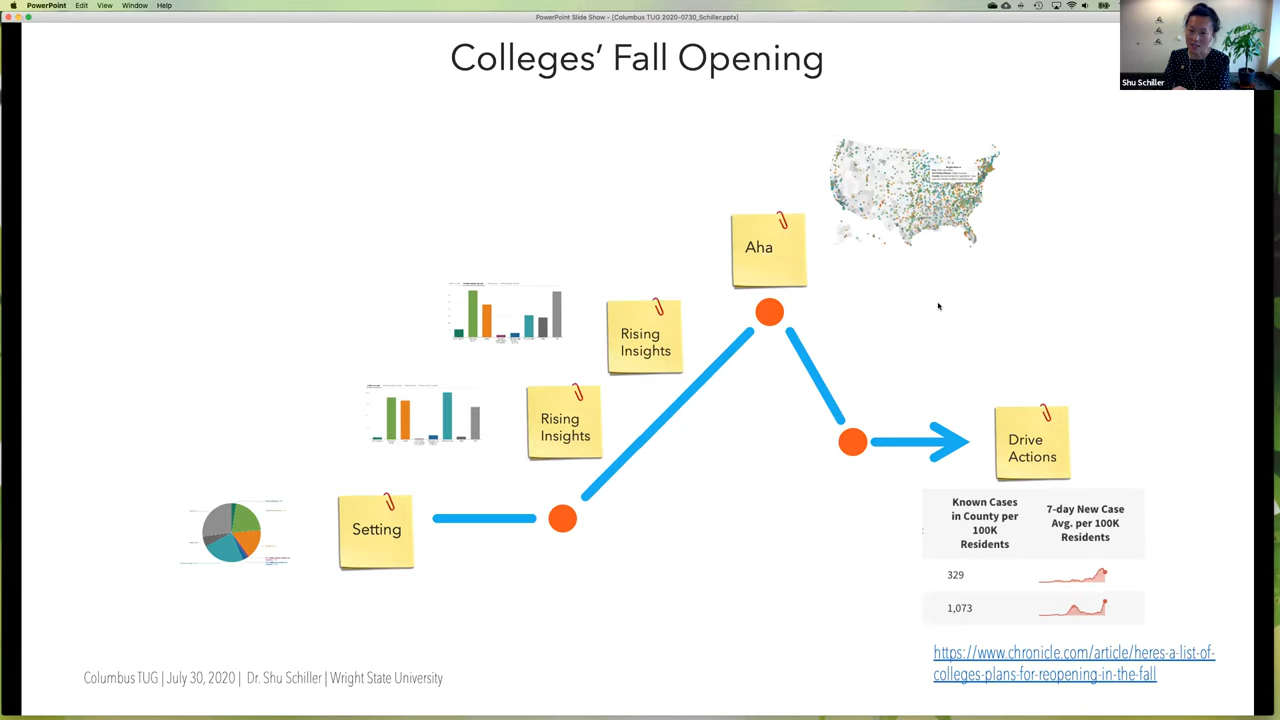 PowerPoint Edit View Window Help
PowerPoint Slide Show - [Columbus TUG 2020-0730_Schiller.pptx]
Colleges' Fall Opening
Shu Schiller
Aha
Rising
Insights
Rising
Insights
Setting
Drive
Actions
Known Cases
in County per
100K
Residents
7-day New Case
Avg. per 100K
Residents
329
1,073
https://www.chronicle.com/article/heres-a-list-of-
colleges-plans-for-reopening-in-the-fall
Columbus TUG | July 30, 2020 | Dr. Shu Schiller | Wright State University